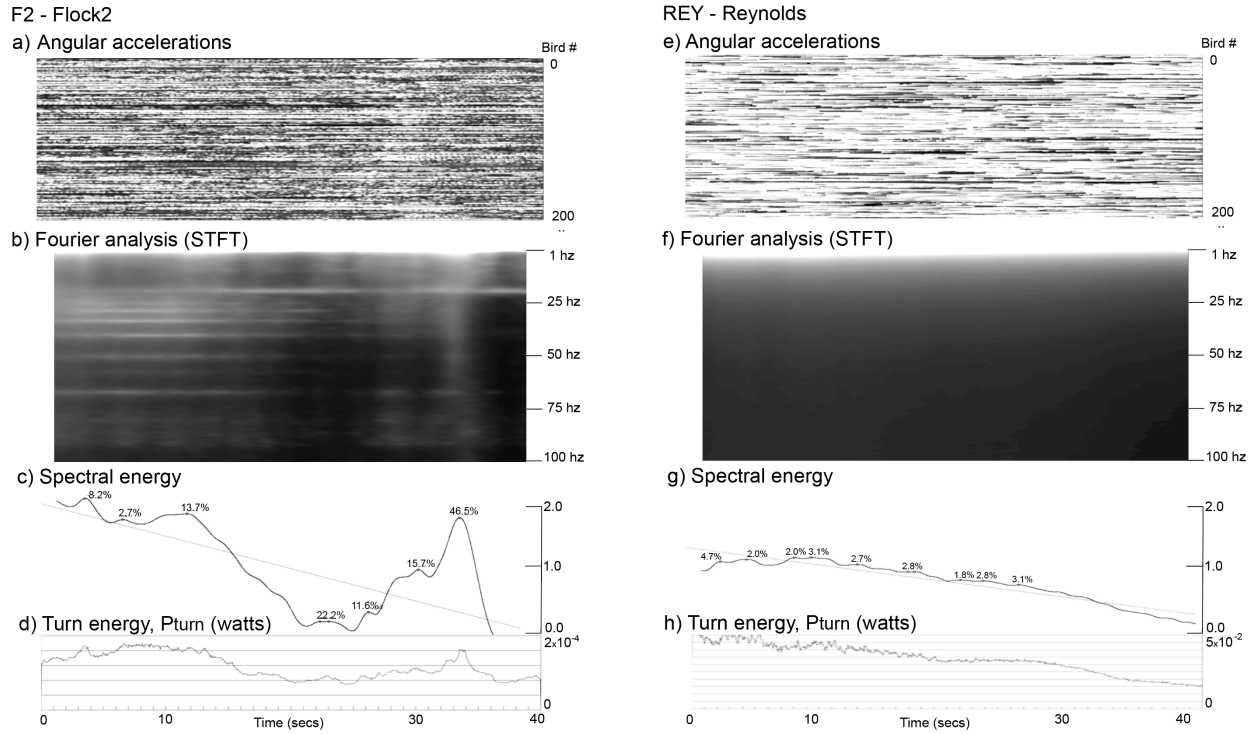 F2 - Flock2
a) Angular accelerations
Bird #
0
200
..
b) Fourier analysis (STFT)
1 hz
25 hz
50 hz
75 hz
100 hz
c) Spectral energy
8.2%
2.7%
13.7%
22.2%
11.6%
15.7%
46.5%
2.0
1.0
0.0
d) Turn energy, Pturn (watts)
2x10-4
0
0 10 30 40
Time (secs)
REY - Reynolds
e) Angular accelerations
Bird #
0
200
..
f) Fourier analysis (STFT)
1 hz
25 hz
50 hz
75 hz
100 hz
g) Spectral energy
4.7%
2.0%
2.0% 3.1%
2.7%
2.8%
1.8% 2.8%
3.1%
2.0
1.0
0.0
h) Turn energy, Pturn (watts)
5x10-2
0
0 10 30 40
Time (secs)